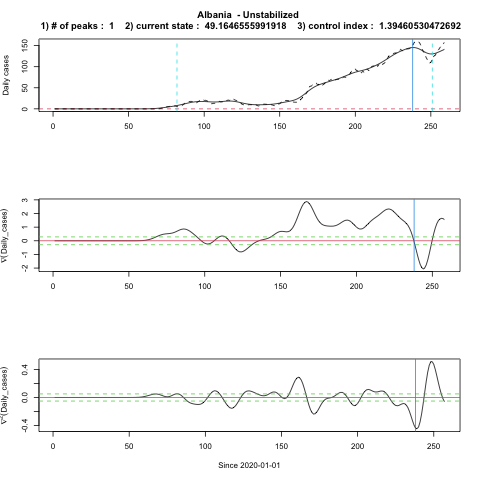 Albania - Unstabilized
1) # of peaks : 1 2) current state : 49.1646555991918 3) control index : 1.39460530472692
Daily cases
150
100
50
0
0 50 100 150 200 250
∇(Daily_cases)
3
2
1
0
-1
-2
0 50 100 150 200 250
∇²(Daily_cases)
0.4
0.0
-0.4
0 50 100 150 200 250
Since 2020-01-01